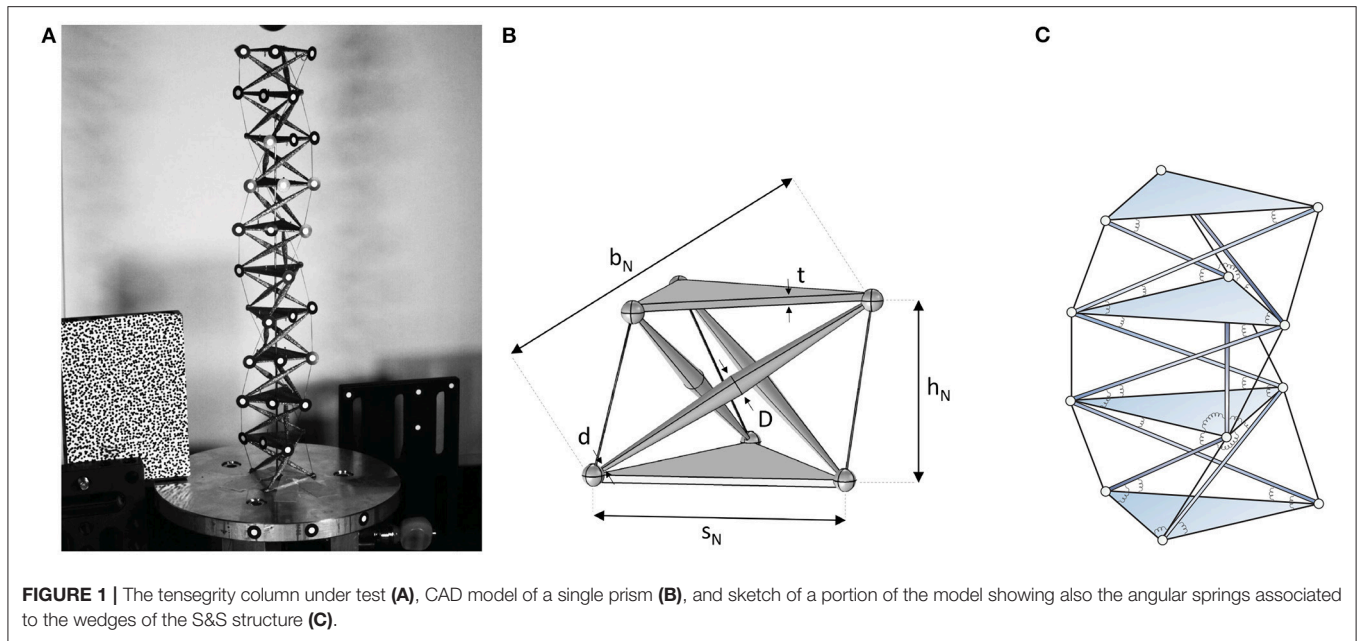 A
B
C
b_N
t
h_N
D
d
s_N
FIGURE 1 | The tensegrity column under test (A), CAD model of a single prism (B), and sketch of a portion of the model showing also the angular springs associated
to the wedges of the S&S structure (C).